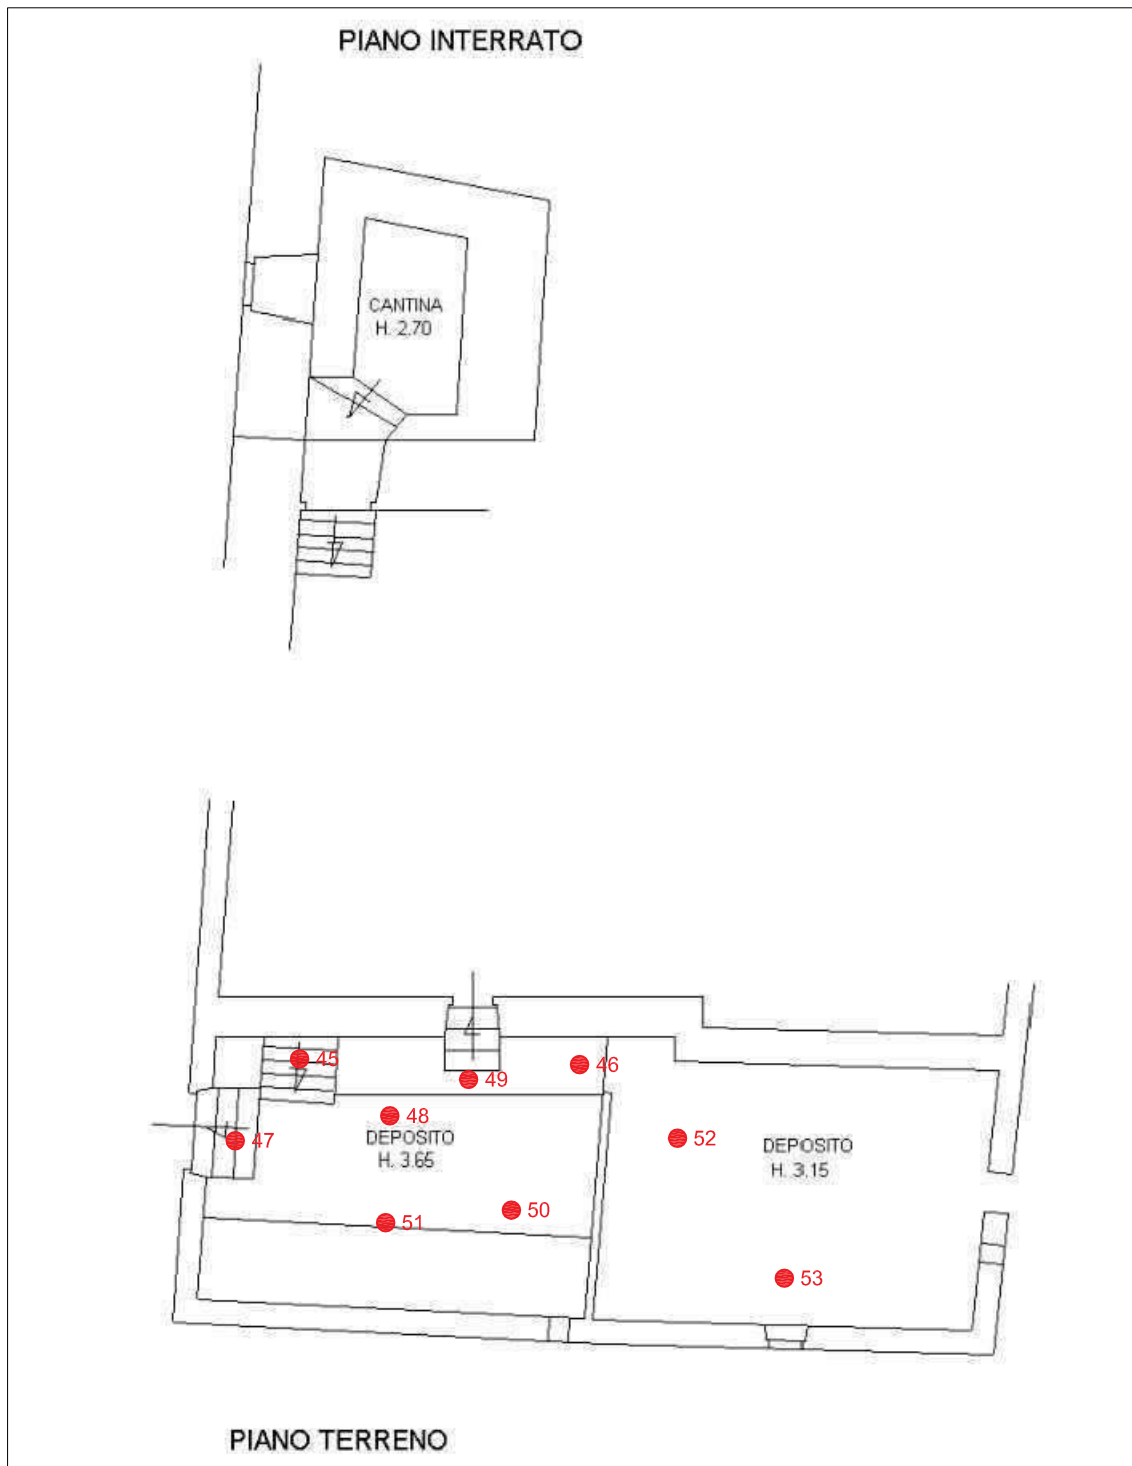 PIANO INTERRATO
CANTINA
H. 2.70
45
46
49
48
47
DEPOSITO
H. 3.65
52
DEPOSITO
H. 3.15
50
51
53
PIANO TERRENO